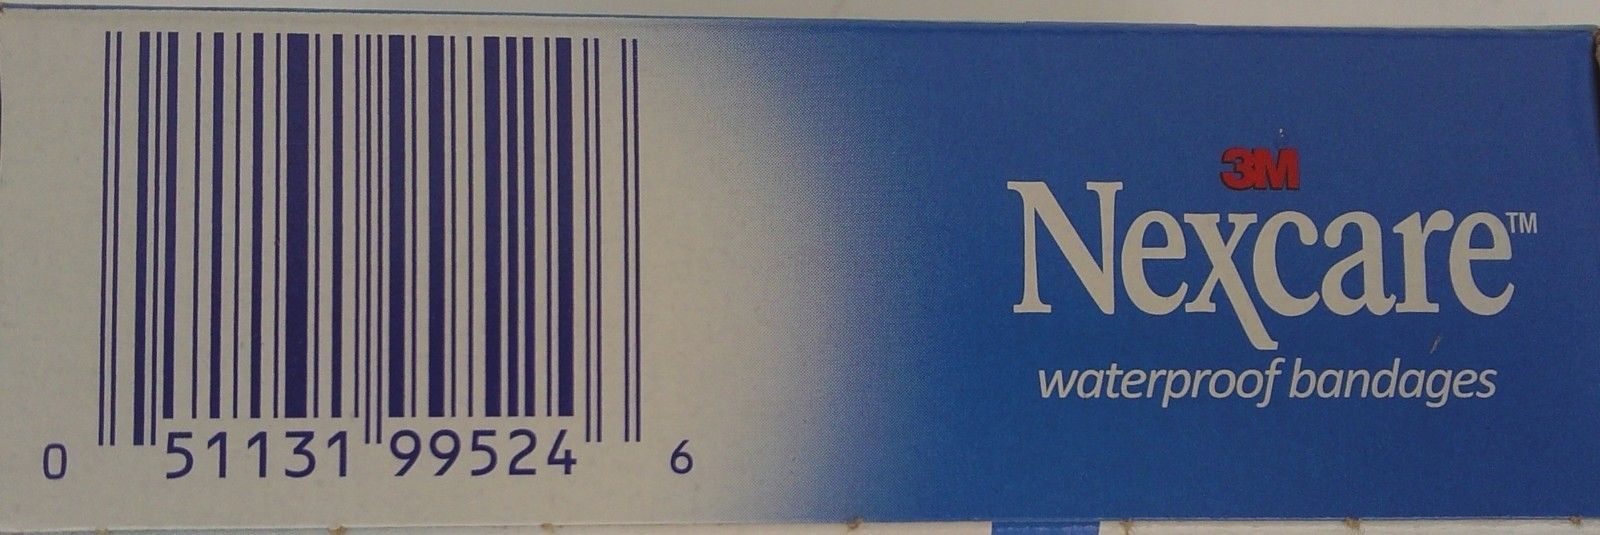 0 51131 99524 6
3M
Nexcare™
waterproof bandages